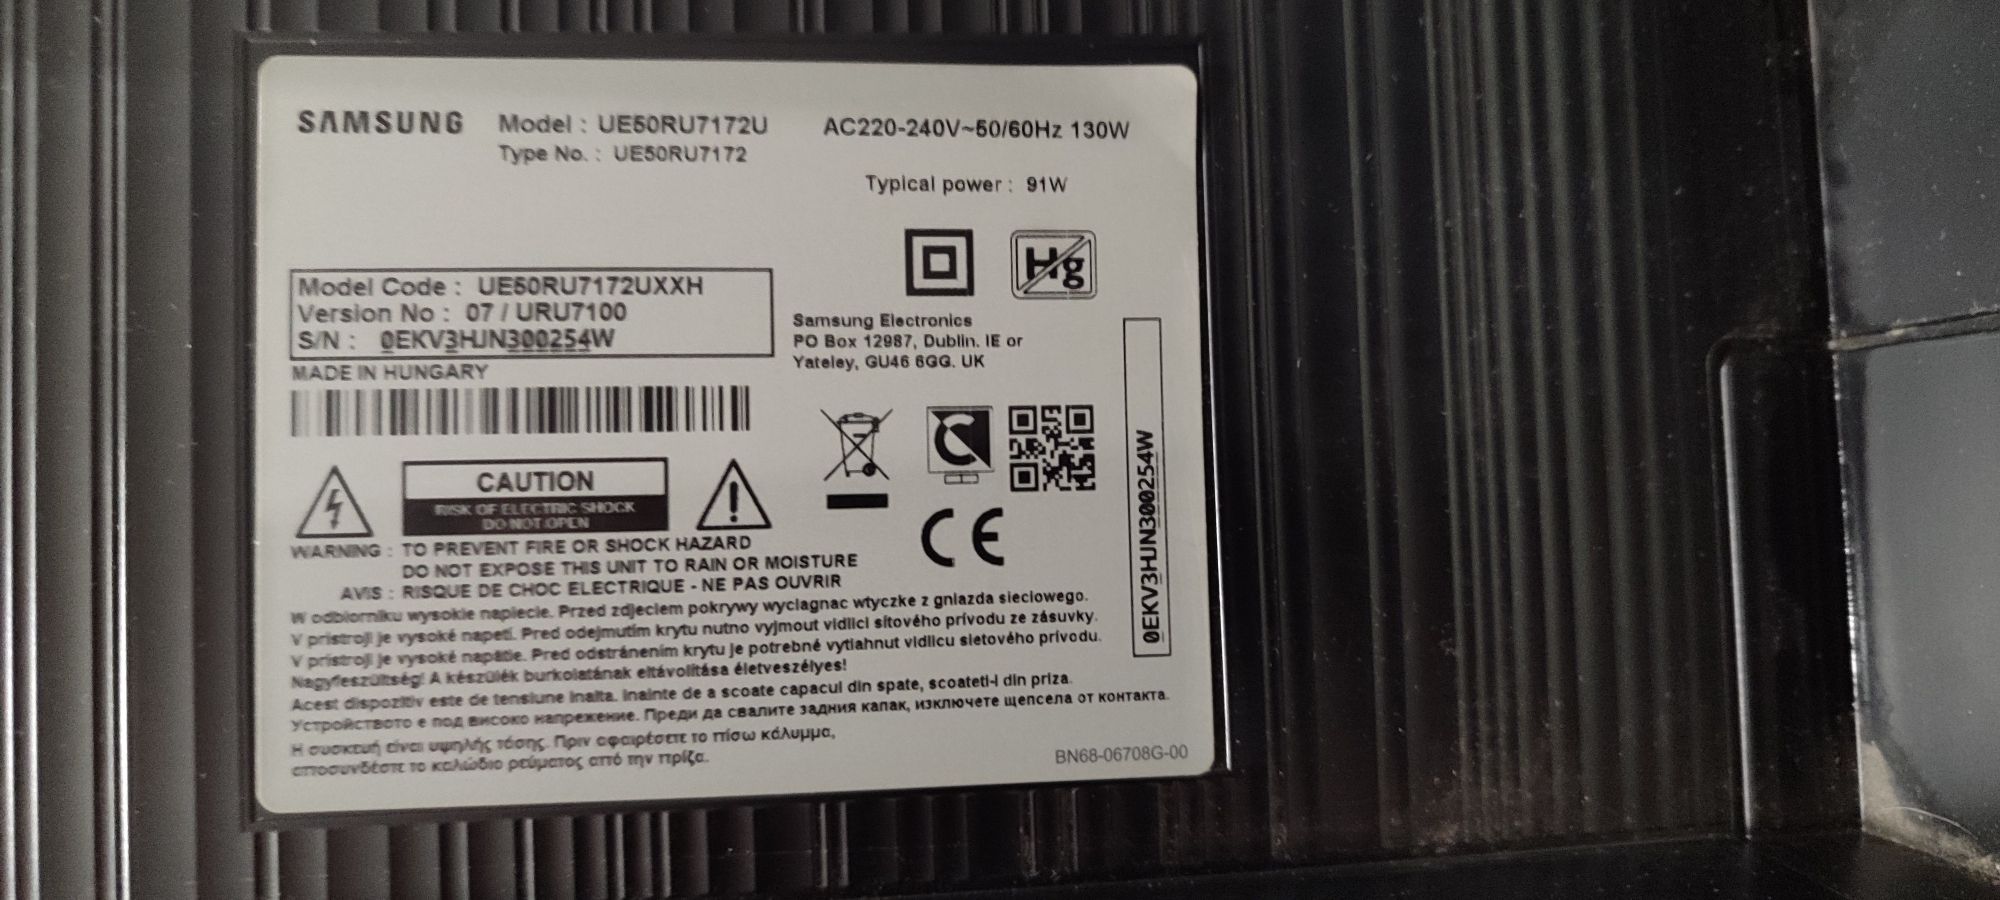 SAMSUNG Model : UE50RU7172U AC220-240V~50/60Hz 130W
Type No. : UE50RU7172
Typical power : 91W
Hg
Model Code : UE50RU7172UXXH
Version No : 07 / URU7100
S/N : 0EKV3HJN300254W
MADE IN HUNGARY
Samsung Electronics
PO Box 12987, Dublin. IE or
Yateley, GU46 6GG. UK
C
CE
0EKV3HJN300254W
CAUTION
RISK OF ELECTRIC SHOCK
DO NOT OPEN
WARNING : TO PREVENT FIRE OR SHOCK HAZARD
DO NOT EXPOSE THIS UNIT TO RAIN OR MOISTURE
AVIS : RISQUE DE CHOC ELECTRIQUE - NE PAS OUVRIR
W odbiorniku wysokie napiecie. Przed zdjeciem pokrywy wyciagnac wtyczke z gniazda sieciowego.
V prístroji je vysoké napetí. Pred odejmutím krytu nutno vyjmout vidlici sítového prívodu ze zásuvky.
V prístroji je vysoké napätie. Pred odstránením krytu je potrebné vytiahnut vidlicu sietového prívodu.
Nagyfeszültség! A készülék burkolatának eltávolítása életveszélyes!
Acest dispozitiv este de tensiune inalta. Inainte de a scoate capacul din spate, scoateti-l din priza.
Устройството е под високо напрежение. Преди да свалите задния капак, изключете щепсела от контакта.
Η συσκευή είναι υψηλής τάσης. Πριν αφαιρέσετε το πίσω κάλυμμα,
αποσυνδέστε το καλώδιο ρεύματος από την πρίζα.
BN68-06708G-00